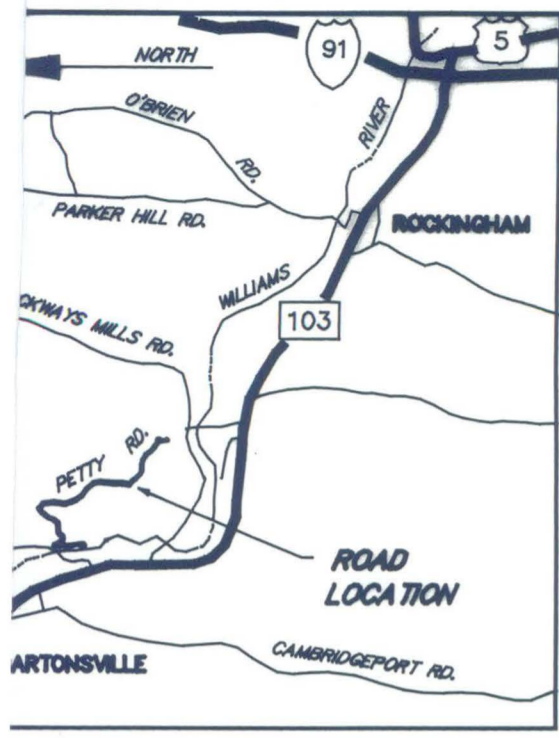 NORTH
91
5
O'BRIEN
RD.
RIVER
PARKER HILL RD.
ROCKINGHAM
WILLIAMS
CKWAYS MILLS RD.
103
PETTY RD.
ROAD
LOCATION
CAMBRIDGEPORT RD.
ARTONSVILLE